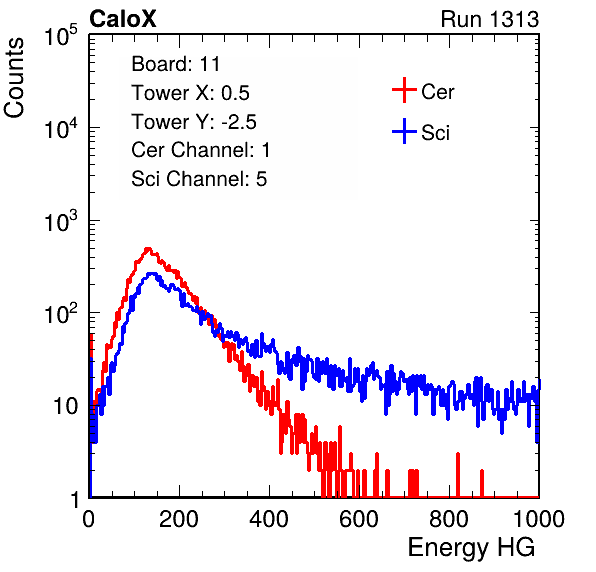 CaloX Run 1313
Counts
10^5
10^4
10^3
10^2
10
1
Board: 11
Tower X: 0.5
Tower Y: -2.5
Cer Channel: 1
Sci Channel: 5
Cer
Sci
0 200 400 600 800 1000
Energy HG